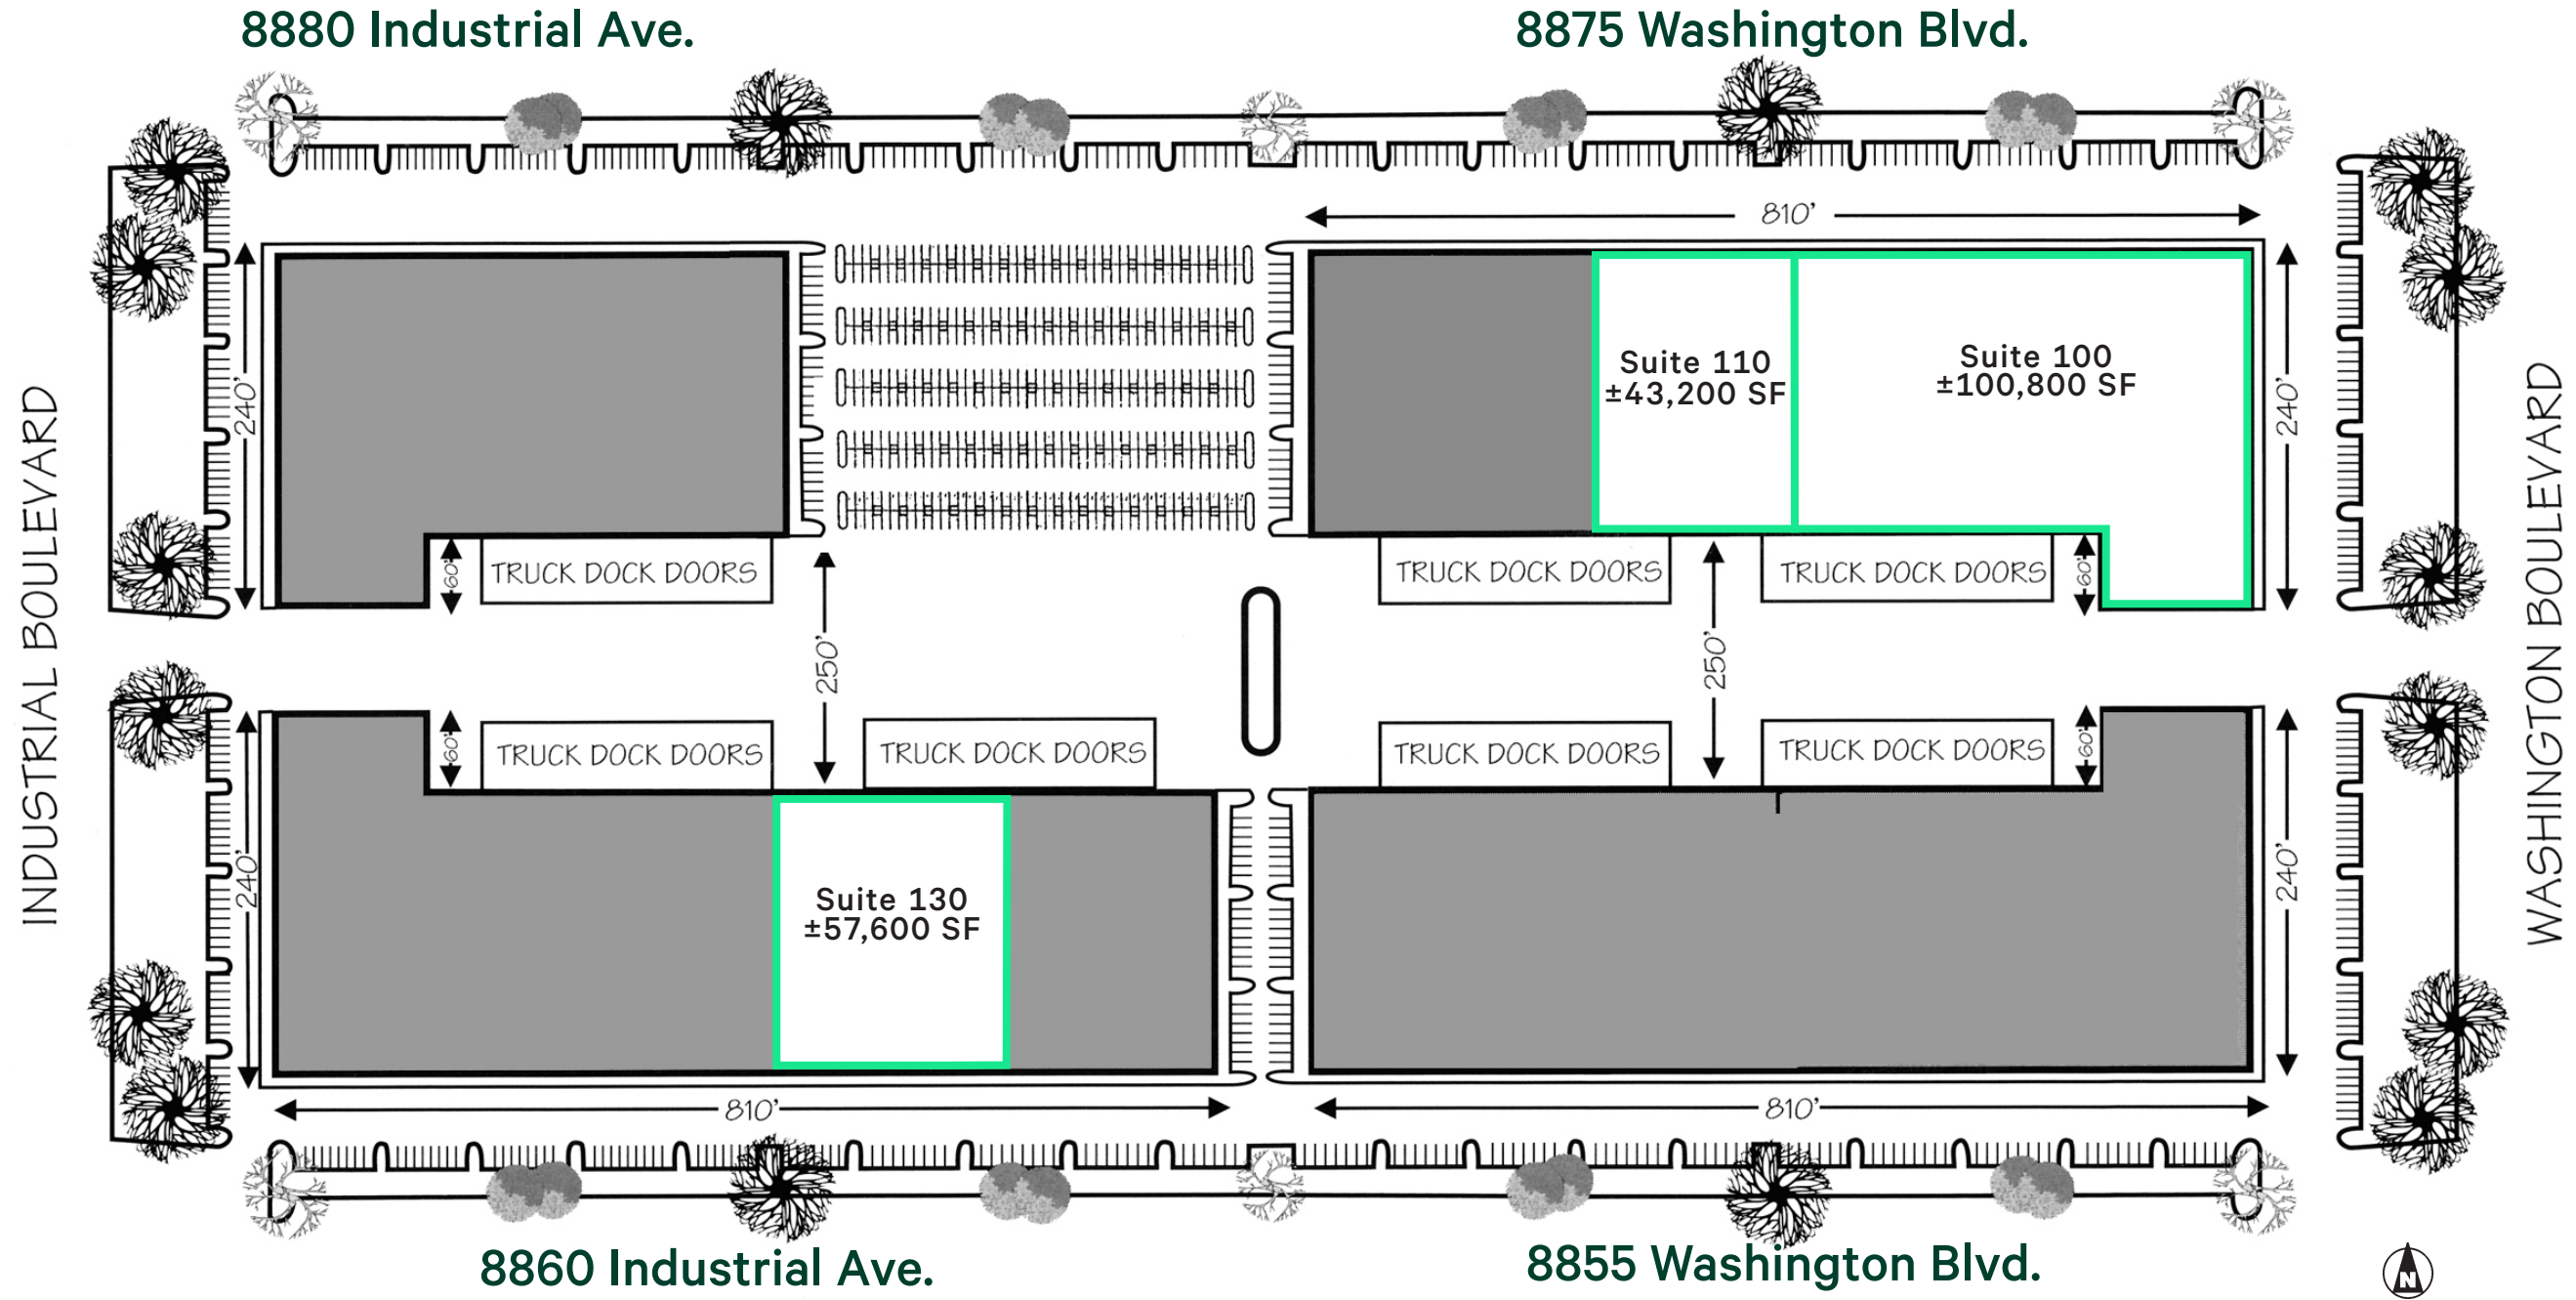 8880 Industrial Ave.
8875 Washington Blvd.
810’
INDUSTRIAL BOULEVARD
240’
Suite 110
±43,200 SF
Suite 100
±100,800 SF
240’
WASHINGTON BOULEVARD
60’
TRUCK DOCK DOORS
TRUCK DOCK DOORS
TRUCK DOCK DOORS
60’
250’
250’
60’
TRUCK DOCK DOORS
TRUCK DOCK DOORS
TRUCK DOCK DOORS
TRUCK DOCK DOORS
60’
240’
Suite 130
±57,600 SF
240’
810’
810’
8860 Industrial Ave.
8855 Washington Blvd.
N